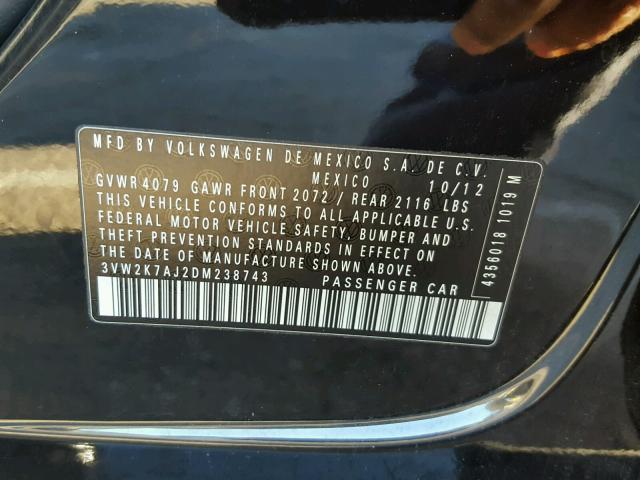 MFD BY VOLKSWAGEN DE MEXICO S.A. DE C.V.
MEXICO 10/12
GVWR 4079 GAWR FRONT 2072 / REAR 2116 LBS
THIS VEHICLE CONFORMS TO ALL APPLICABLE U.S.
FEDERAL MOTOR VEHICLE SAFETY, BUMPER AND
THEFT PREVENTION STANDARDS IN EFFECT ON
THE DATE OF MANUFACTURE SHOWN ABOVE
3VW2K7AJ2DM238743 PASSENGER CAR
4356018 1019 M